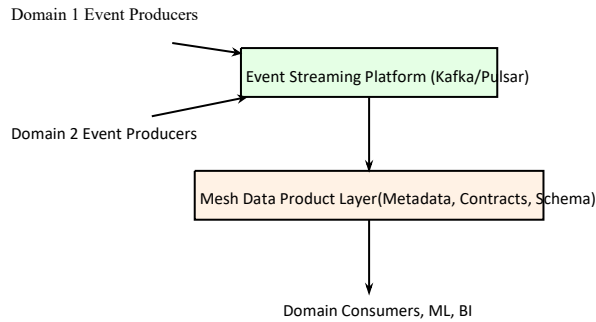 Domain 1 Event Producers
Event Streaming Platform (Kafka/Pulsar)
Domain 2 Event Producers
Mesh Data Product Layer(Metadata, Contracts, Schema)
Domain Consumers, ML, BI